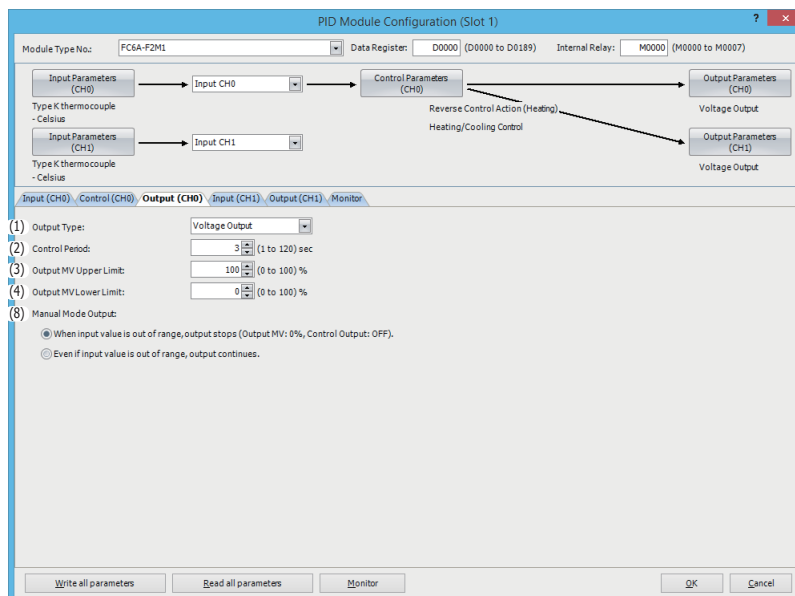 PID Module Configuration (Slot 1)
?
x
Module Type No.: FC6A-F2M1 Data Register: D0000 (D0000 to D0189) Internal Relay: M0000 (M0000 to M0007)
Input Parameters
(CH0)
Input CH0
Control Parameters
(CH0)
Output Parameters
(CH0)
Type K thermocouple
- Celsius
Reverse Control Action (Heating)
Heating/Cooling Control
Voltage Output
Input Parameters
(CH1)
Input CH1
Output Parameters
(CH1)
Type K thermocouple
- Celsius
Voltage Output
Input (CH0) Control (CH0) Output (CH0) Input (CH1) Output (CH1) Monitor
(1) Output Type: Voltage Output
(2) Control Period: 3 (1 to 120) sec
(3) Output MV Upper Limit: 100 (0 to 100) %
(4) Output MV Lower Limit: 0 (0 to 100) %
(8) Manual Mode Output:
When input value is out of range, output stops (Output MV: 0%, Control Output: OFF).
Even if input value is out of range, output continues.
Write all parameters Read all parameters Monitor OK Cancel